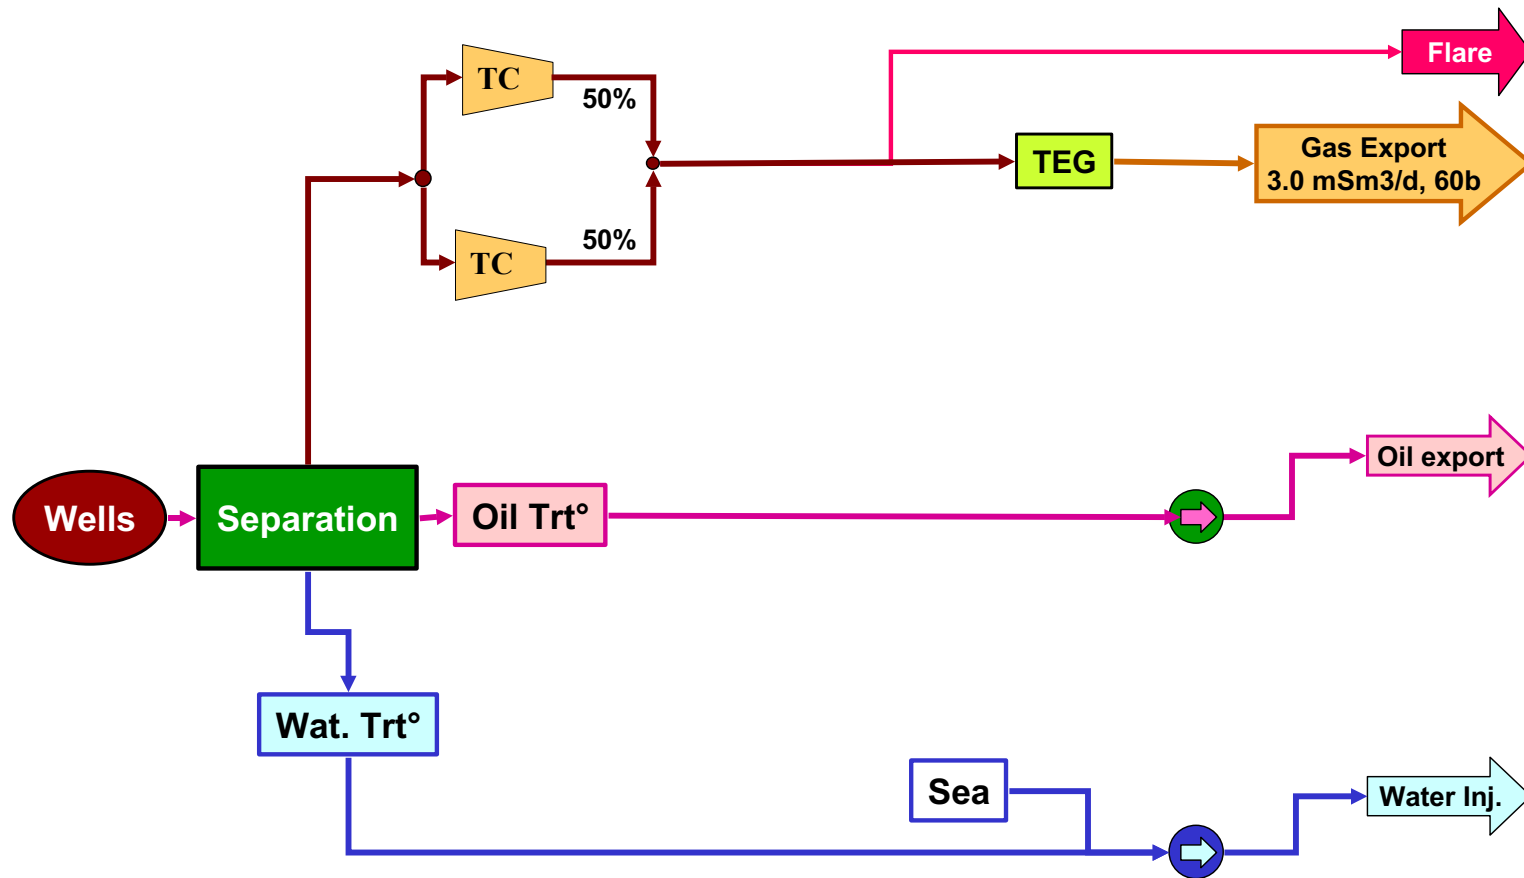 Flare
TC
50%
Gas Export
3.0 mSm3/d, 60b
TEG
50%
TC
Oil export
Wells
Separation
Oil Trt°
Wat. Trt°
Sea
Water Inj.